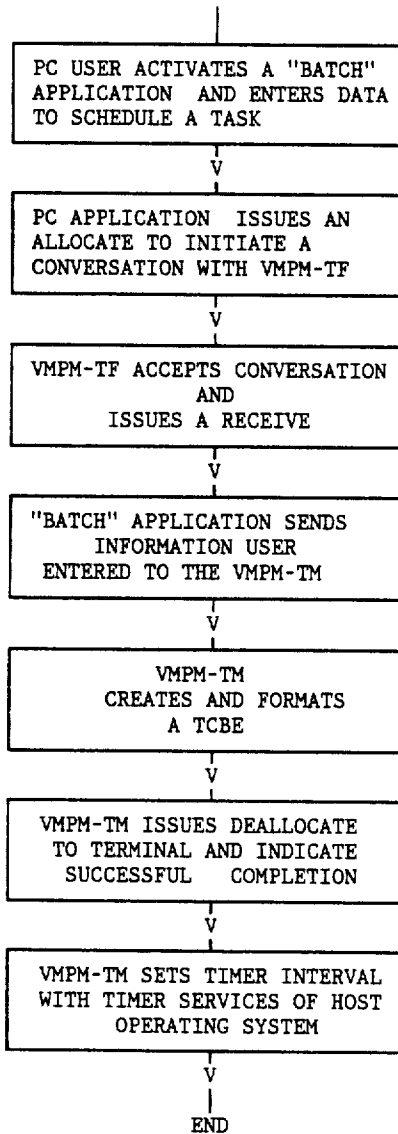 PC USER ACTIVATES A "BATCH"
APPLICATION AND ENTERS DATA
TO SCHEDULE A TASK
V
PC APPLICATION ISSUES AN
ALLOCATE TO INITIATE A
CONVERSATION WITH VMPM-TF
V
VMPM-TF ACCEPTS CONVERSATION
AND
ISSUES A RECEIVE
V
"BATCH" APPLICATION SENDS
INFORMATION USER
ENTERED TO THE VMPM-TM
V
VMPM-TM
CREATES AND FORMATS
A TCBE
V
VMPM-TM ISSUES DEALLOCATE
TO TERMINAL AND INDICATE
SUCCESSFUL COMPLETION
V
VMPM-TM SETS TIMER INTERVAL
WITH TIMER SERVICES OF HOST
OPERATING SYSTEM
V
END